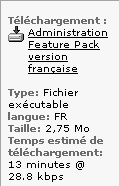 Téléchargement :
Administration
Feature Pack
version
française
Type: Fichier
exécutable
langue: FR
Taille: 2,75 Mo
Temps estimé de
téléchargement:
13 minutes @
28.8 kbps